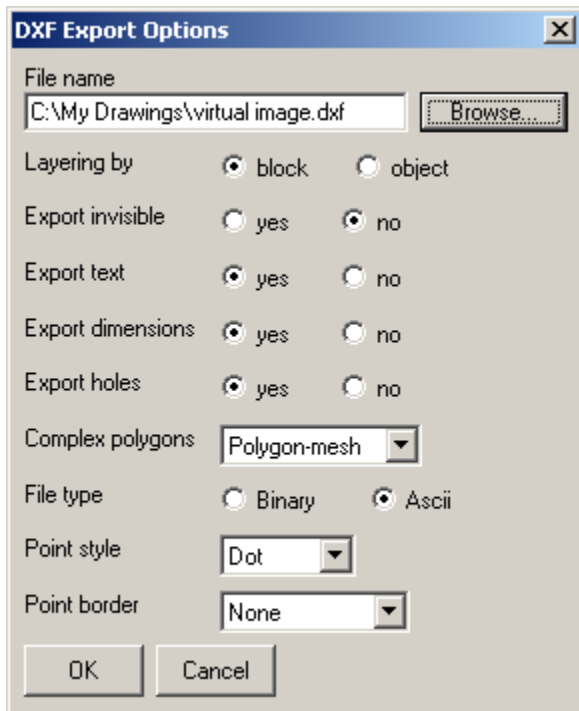 DXF Export Options
File name
C:\My Drawings\virtual image.dxf Browse...
Layering by block object
Export invisible yes no
Export text yes no
Export dimensions yes no
Export holes yes no
Complex polygons Polygon-mesh
File type Binary Ascii
Point style Dot
Point border None
OK Cancel